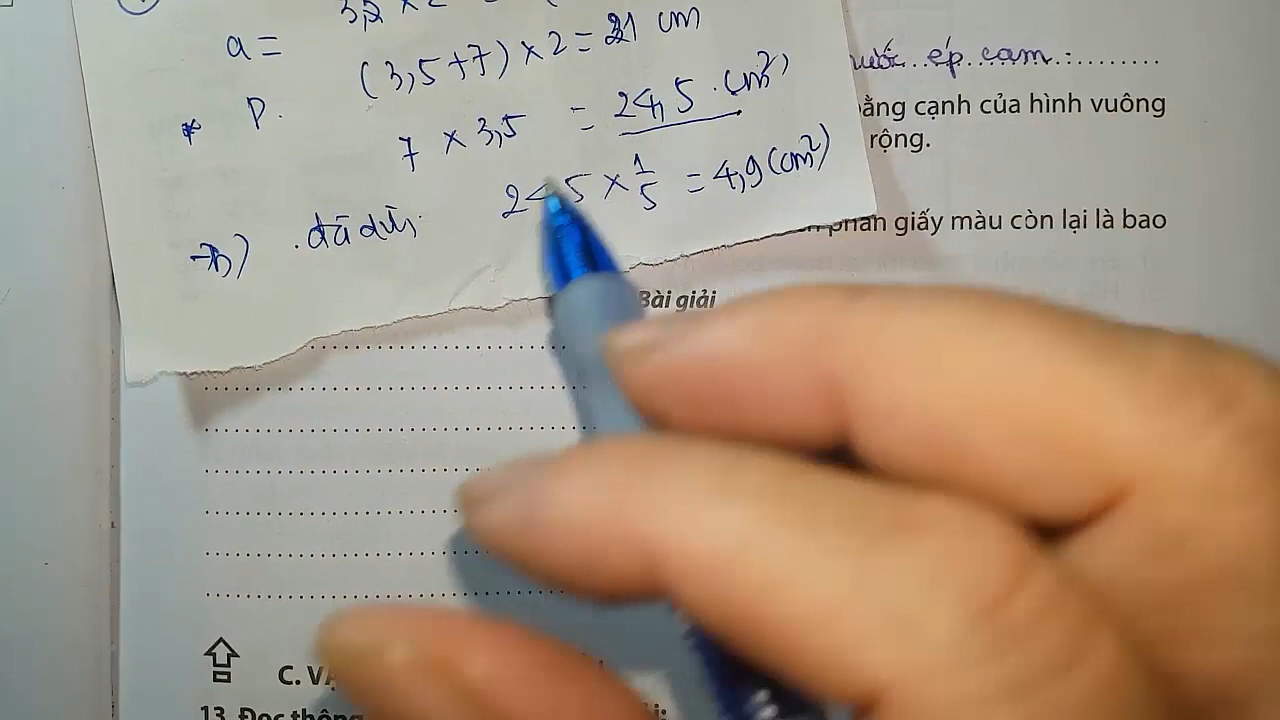 a =
(3,5+7) × 2 = 21 cm
* P.
7 × 3,5 = 24,5 . cm²)
24,5 × 1/5 = 4,9 (cm²)
b) . đã dùng
ước ép cam :
ằng cạnh của hình vuông
rộng.
phần giấy màu còn lại là bao
Bài giải
C. V
13. Đọc thông